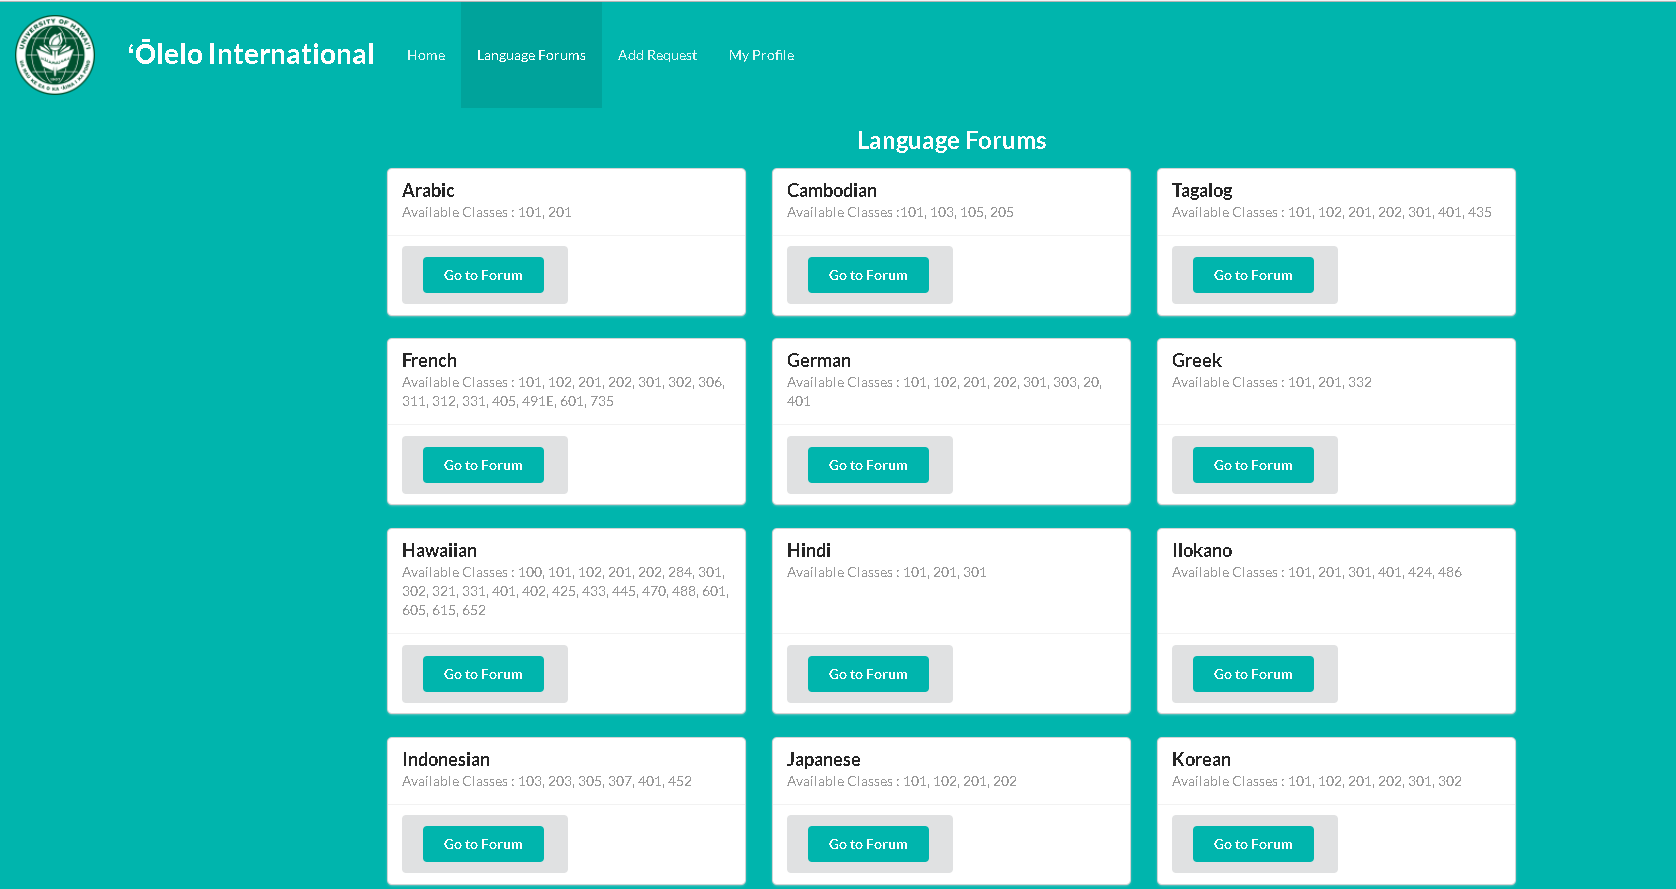 UNIVERSITY OF HAWAI'I
ʻŌlelo International
Home
Language Forums
Add Request
My Profile
Language Forums
Arabic
Available Classes : 101, 201
Go to Forum
Cambodian
Available Classes :101, 103, 105, 205
Go to Forum
Tagalog
Available Classes : 101, 102, 201, 202, 301, 401, 435
Go to Forum
French
Available Classes : 101, 102, 201, 202, 301, 302, 306,
311, 312, 331, 405, 491E, 601, 735
Go to Forum
German
Available Classes : 101, 102, 201, 202, 301, 303, 20,
401
Go to Forum
Greek
Available Classes : 101, 201, 332
Go to Forum
Hawaiian
Available Classes : 100, 101, 102, 201, 202, 284, 301,
302, 321, 331, 401, 402, 425, 433, 445, 470, 488, 601,
605, 615, 652
Go to Forum
Hindi
Available Classes : 101, 201, 301
Go to Forum
Ilokano
Available Classes : 101, 201, 301, 401, 424, 486
Go to Forum
Indonesian
Available Classes : 103, 203, 305, 307, 401, 452
Go to Forum
Japanese
Available Classes : 101, 102, 201, 202
Go to Forum
Korean
Available Classes : 101, 102, 201, 202, 301, 302
Go to Forum